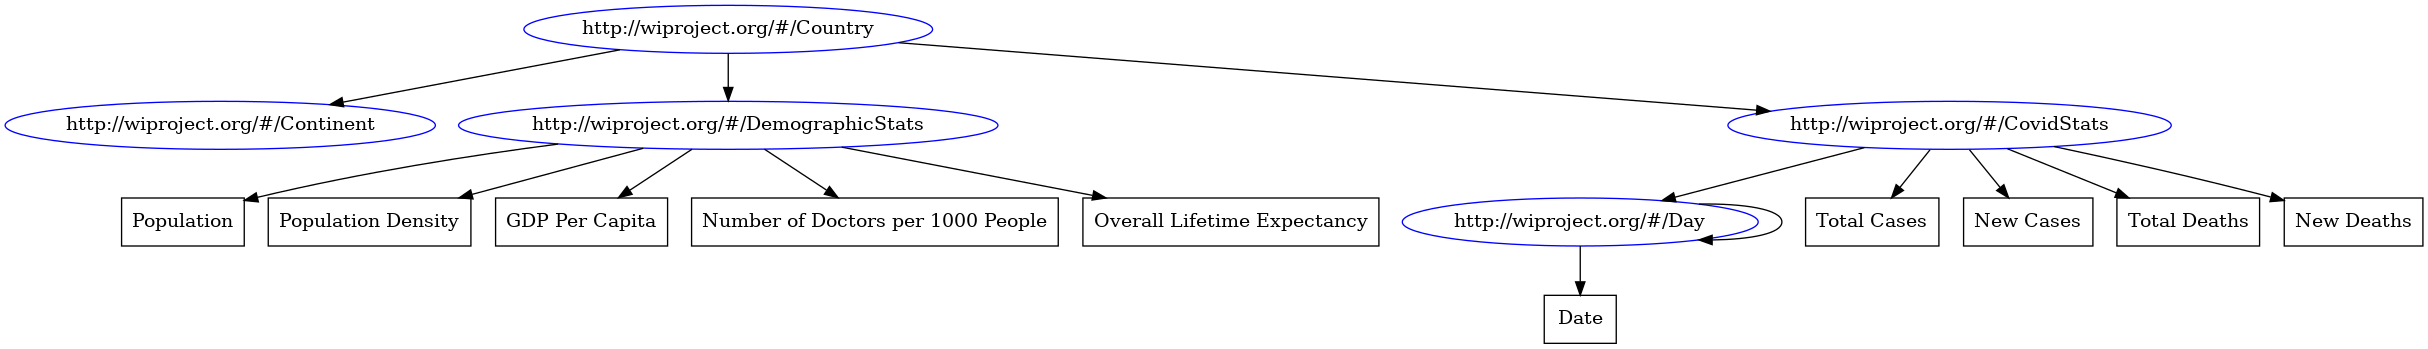 http://wiproject.org/#/Country
http://wiproject.org/#/Continent
http://wiproject.org/#/DemographicStats
http://wiproject.org/#/CovidStats
Population
Population Density
GDP Per Capita
Number of Doctors per 1000 People
Overall Lifetime Expectancy
http://wiproject.org/#/Day
Total Cases
New Cases
Total Deaths
New Deaths
Date